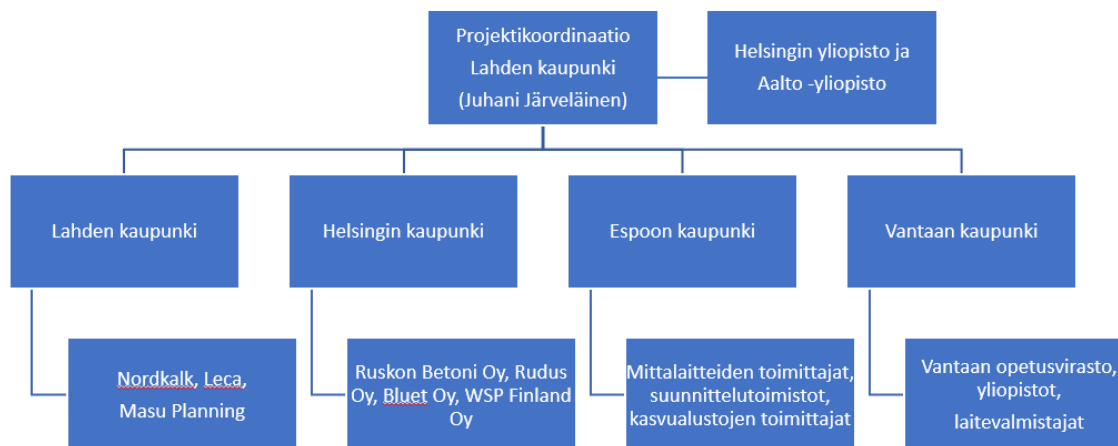 Projektikoordinaatio
Lahden kaupunki
(Juhani Järveläinen)
Helsingin yliopisto ja
Aalto -yliopisto
Lahden kaupunki
Helsingin kaupunki
Espoon kaupunki
Vantaan kaupunki
Nordkalk, Leca,
Masu Planning
Ruskon Betoni Oy, Rudus
Oy, Bluet Oy, WSP Finland
Oy
Mittalaitteiden toimittajat,
suunnittelutoimistot,
kasvualustojen toimittajat
Vantaan opetusvirasto,
yliopistot,
laitevalmistajat